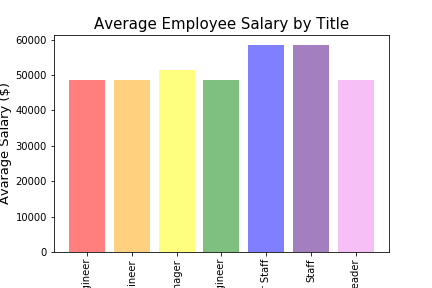 Average Employee Salary by Title
Avarage Salary ($)
60000
50000
40000
30000
20000
10000
0
gineer
ineer
nager
gineer
r Staff
Staff
eader